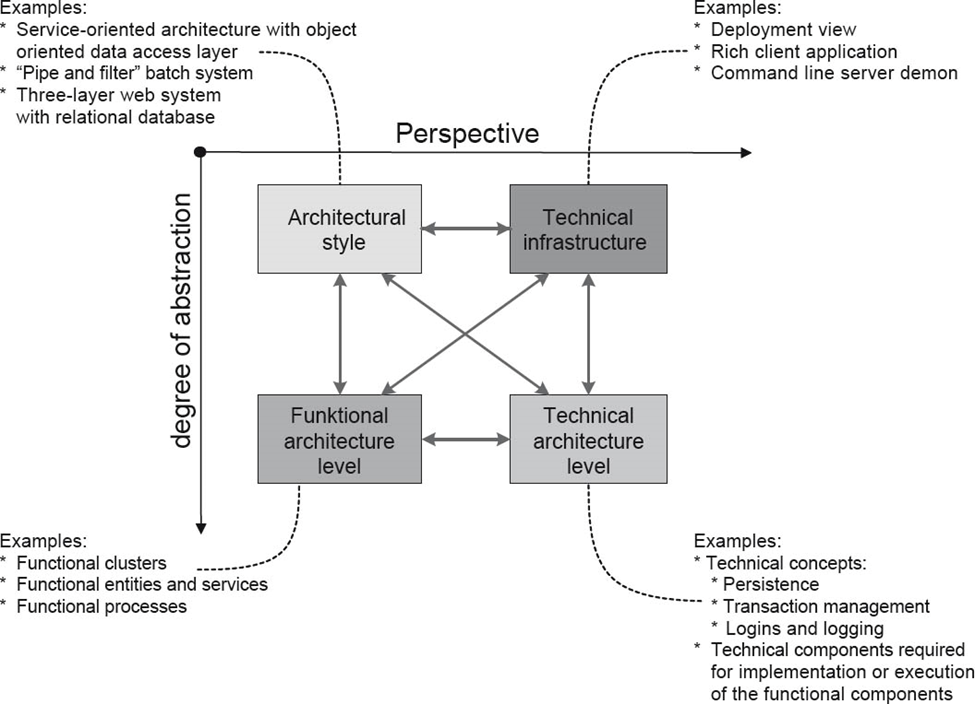 Examples:
* Service-oriented architecture with object
oriented data access layer
* “Pipe and filter” batch system
* Three-layer web system
with relational database
Examples:
* Deployment view
* Rich client application
* Command line server demon
Perspective
degree of abstraction
Architectural
style
Technical
infrastructure
Funktional
architecture
level
Technical
architecture
level
Examples:
* Functional clusters
* Functional entities and services
* Functional processes
Examples:
* Technical concepts:
* Persistence
* Transaction management
* Logins and logging
* Technical components required
for implementation or execution
of the functional components